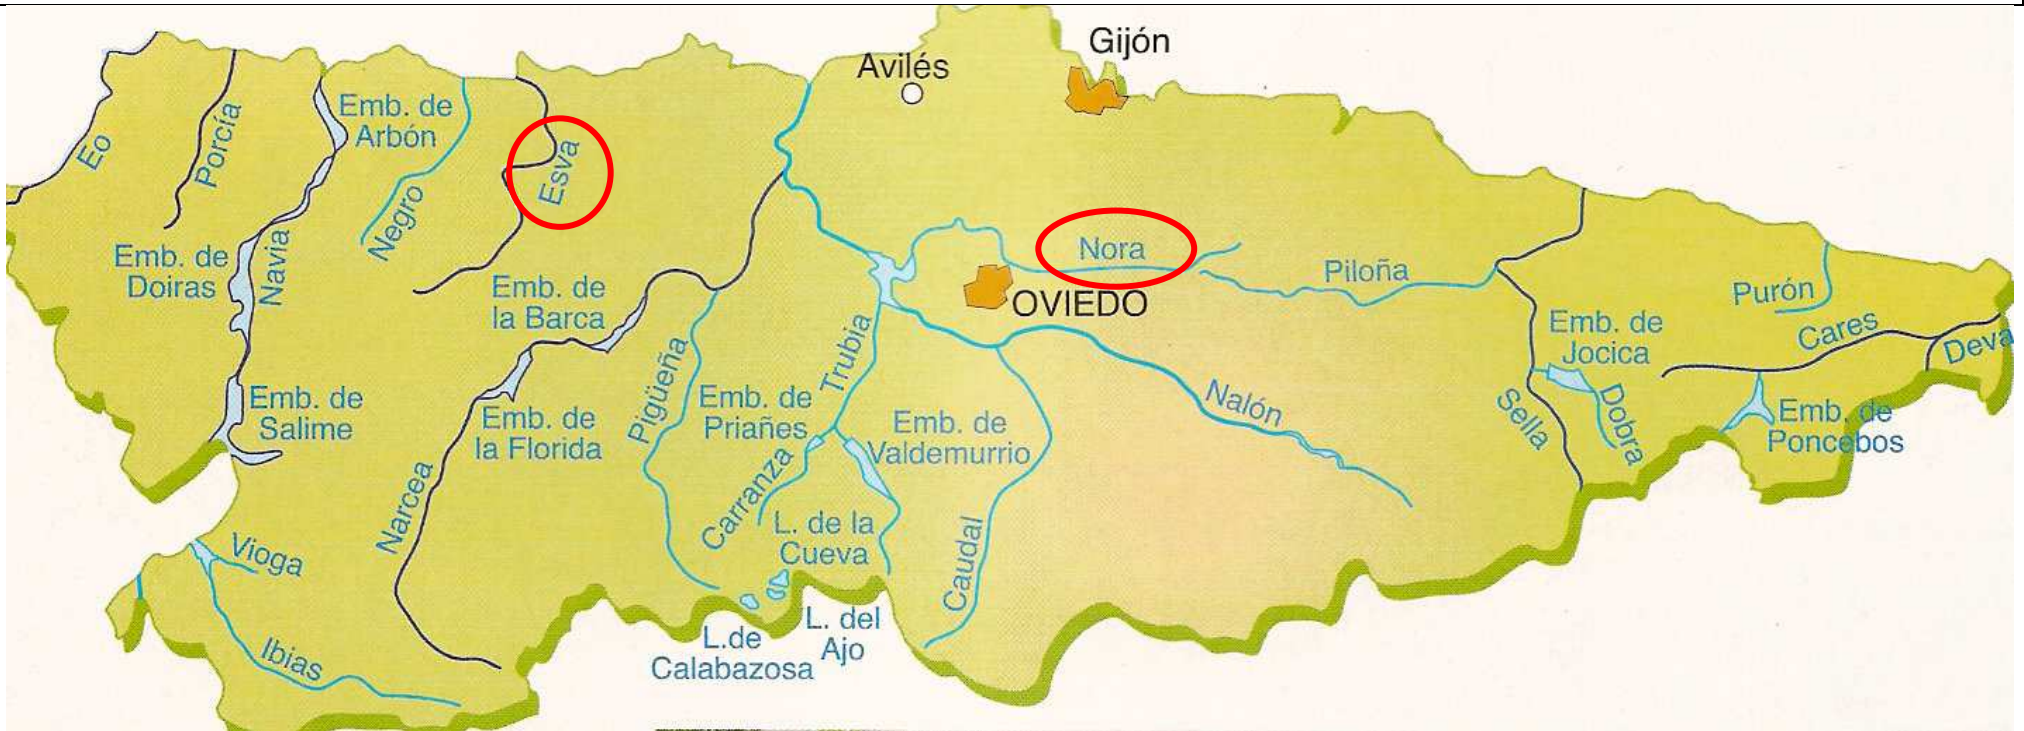 Gijón
Avilés
Eo
Porcía
Emb. de
Arbón
Negro
Esva
Emb. de
Doiras
Navia
Emb. de
la Barca
Nora
OVIEDO
Piloña
Purón
Cares
Deva
Emb. de
Jocica
Dobra
Sella
Emb. de
Poncebos
Emb. de
Salime
Emb. de
la Florida
Pigüeña
Trubia
Emb. de
Priañes
Carranza
Emb. de
Valdemurrio
Nalón
Narcea
L. de la
Cueva
Caudal
Vioga
Ibias
L.de
Calabazosa
L. del
Ajo